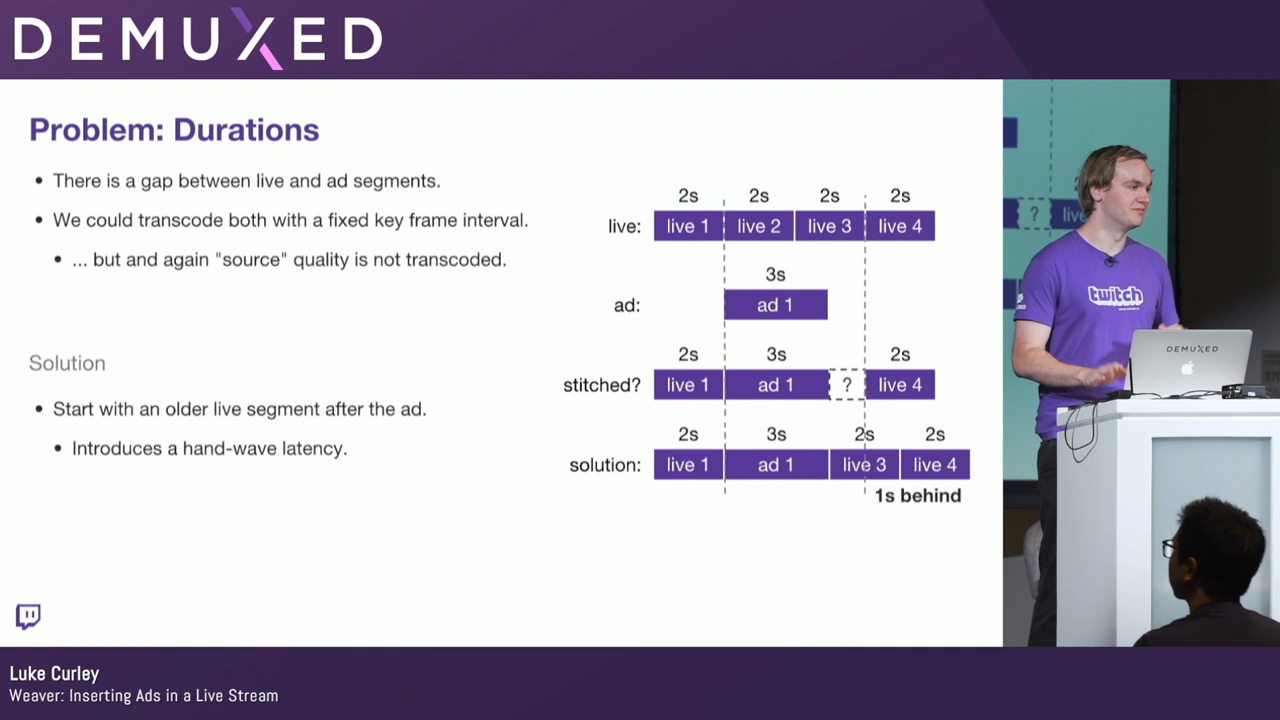 DEMUXED
Problem: Durations
• There is a gap between live and ad segments.
• We could transcode both with a fixed key frame interval.
• ... but and again "source" quality is not transcoded.
Solution
• Start with an older live segment after the ad.
• Introduces a hand-wave latency.
2s 2s 2s 2s
live: live 1 live 2 live 3 live 4
3s
ad: ad 1
2s 3s 2s
stitched? live 1 ad 1 ? live 4
2s 3s 2s 2s
solution: live 1 ad 1 live 3 live 4
1s behind
? live
twitch
DEMUXED
Luke Curley
Weaver: Inserting Ads in a Live Stream